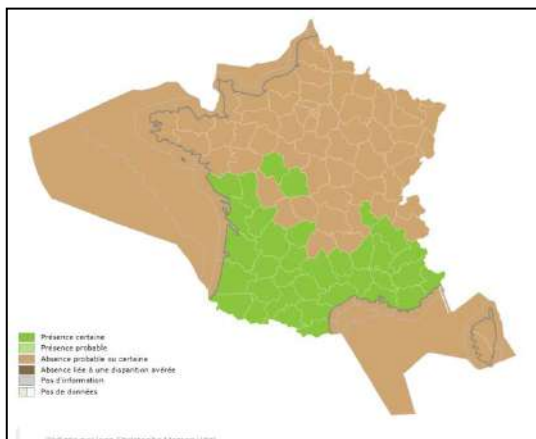 Présence certaine
Présence probable
Absence probable ou certaine
Absence liée à une disparition avérée
Pas d'information
Pas de données